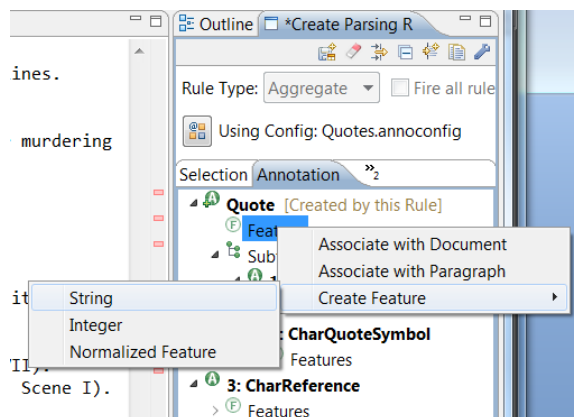 Outline *Create Parsing R
ines.
Rule Type: Aggregate Fire all rule
murdering
Using Config: Quotes.annoconfig
Selection Annotation »2
Quote [Created by this Rule]
Associate with Document
Associate with Paragraph
it
String
Create Feature
Integer
: CharQuoteSymbol
Normalized Feature
Features
Scene I).
3: CharReference
Features